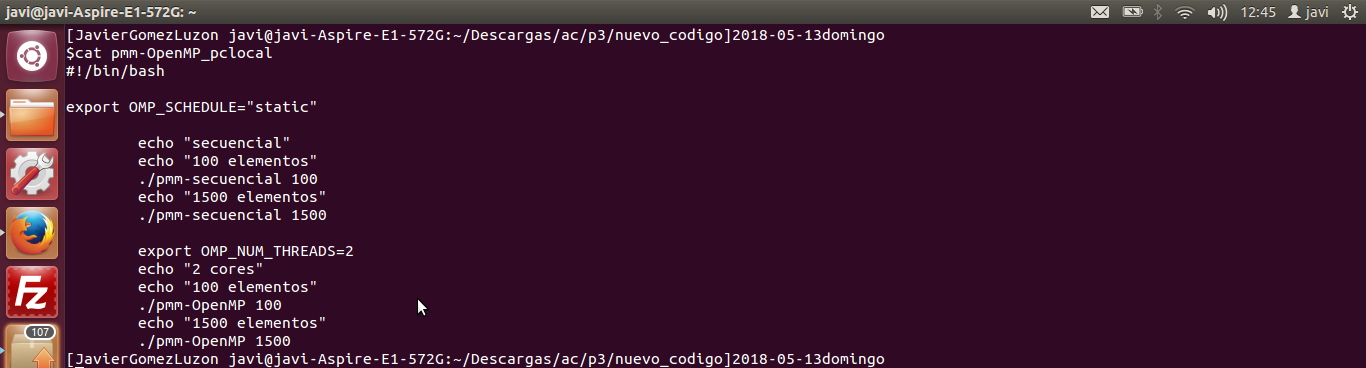 javi@javi-Aspire-E1-572G: ~
12:45
javi
[JavierGomezLuzon javi@javi-Aspire-E1-572G:~/Descargas/ac/p3/nuevo_codigo]2018-05-13domingo
$cat pmm-OpenMP_pclocal
#!/bin/bash
export OMP_SCHEDULE="static"
echo "secuencial"
echo "100 elementos"
./pmm-secuencial 100
echo "1500 elementos"
./pmm-secuencial 1500
export OMP_NUM_THREADS=2
echo "2 cores"
echo "100 elementos"
./pmm-OpenMP 100
echo "1500 elementos"
./pmm-OpenMP 1500
[JavierGomezLuzon javi@javi-Aspire-E1-572G:~/Descargas/ac/p3/nuevo_codigo]2018-05-13domingo
Fz
107